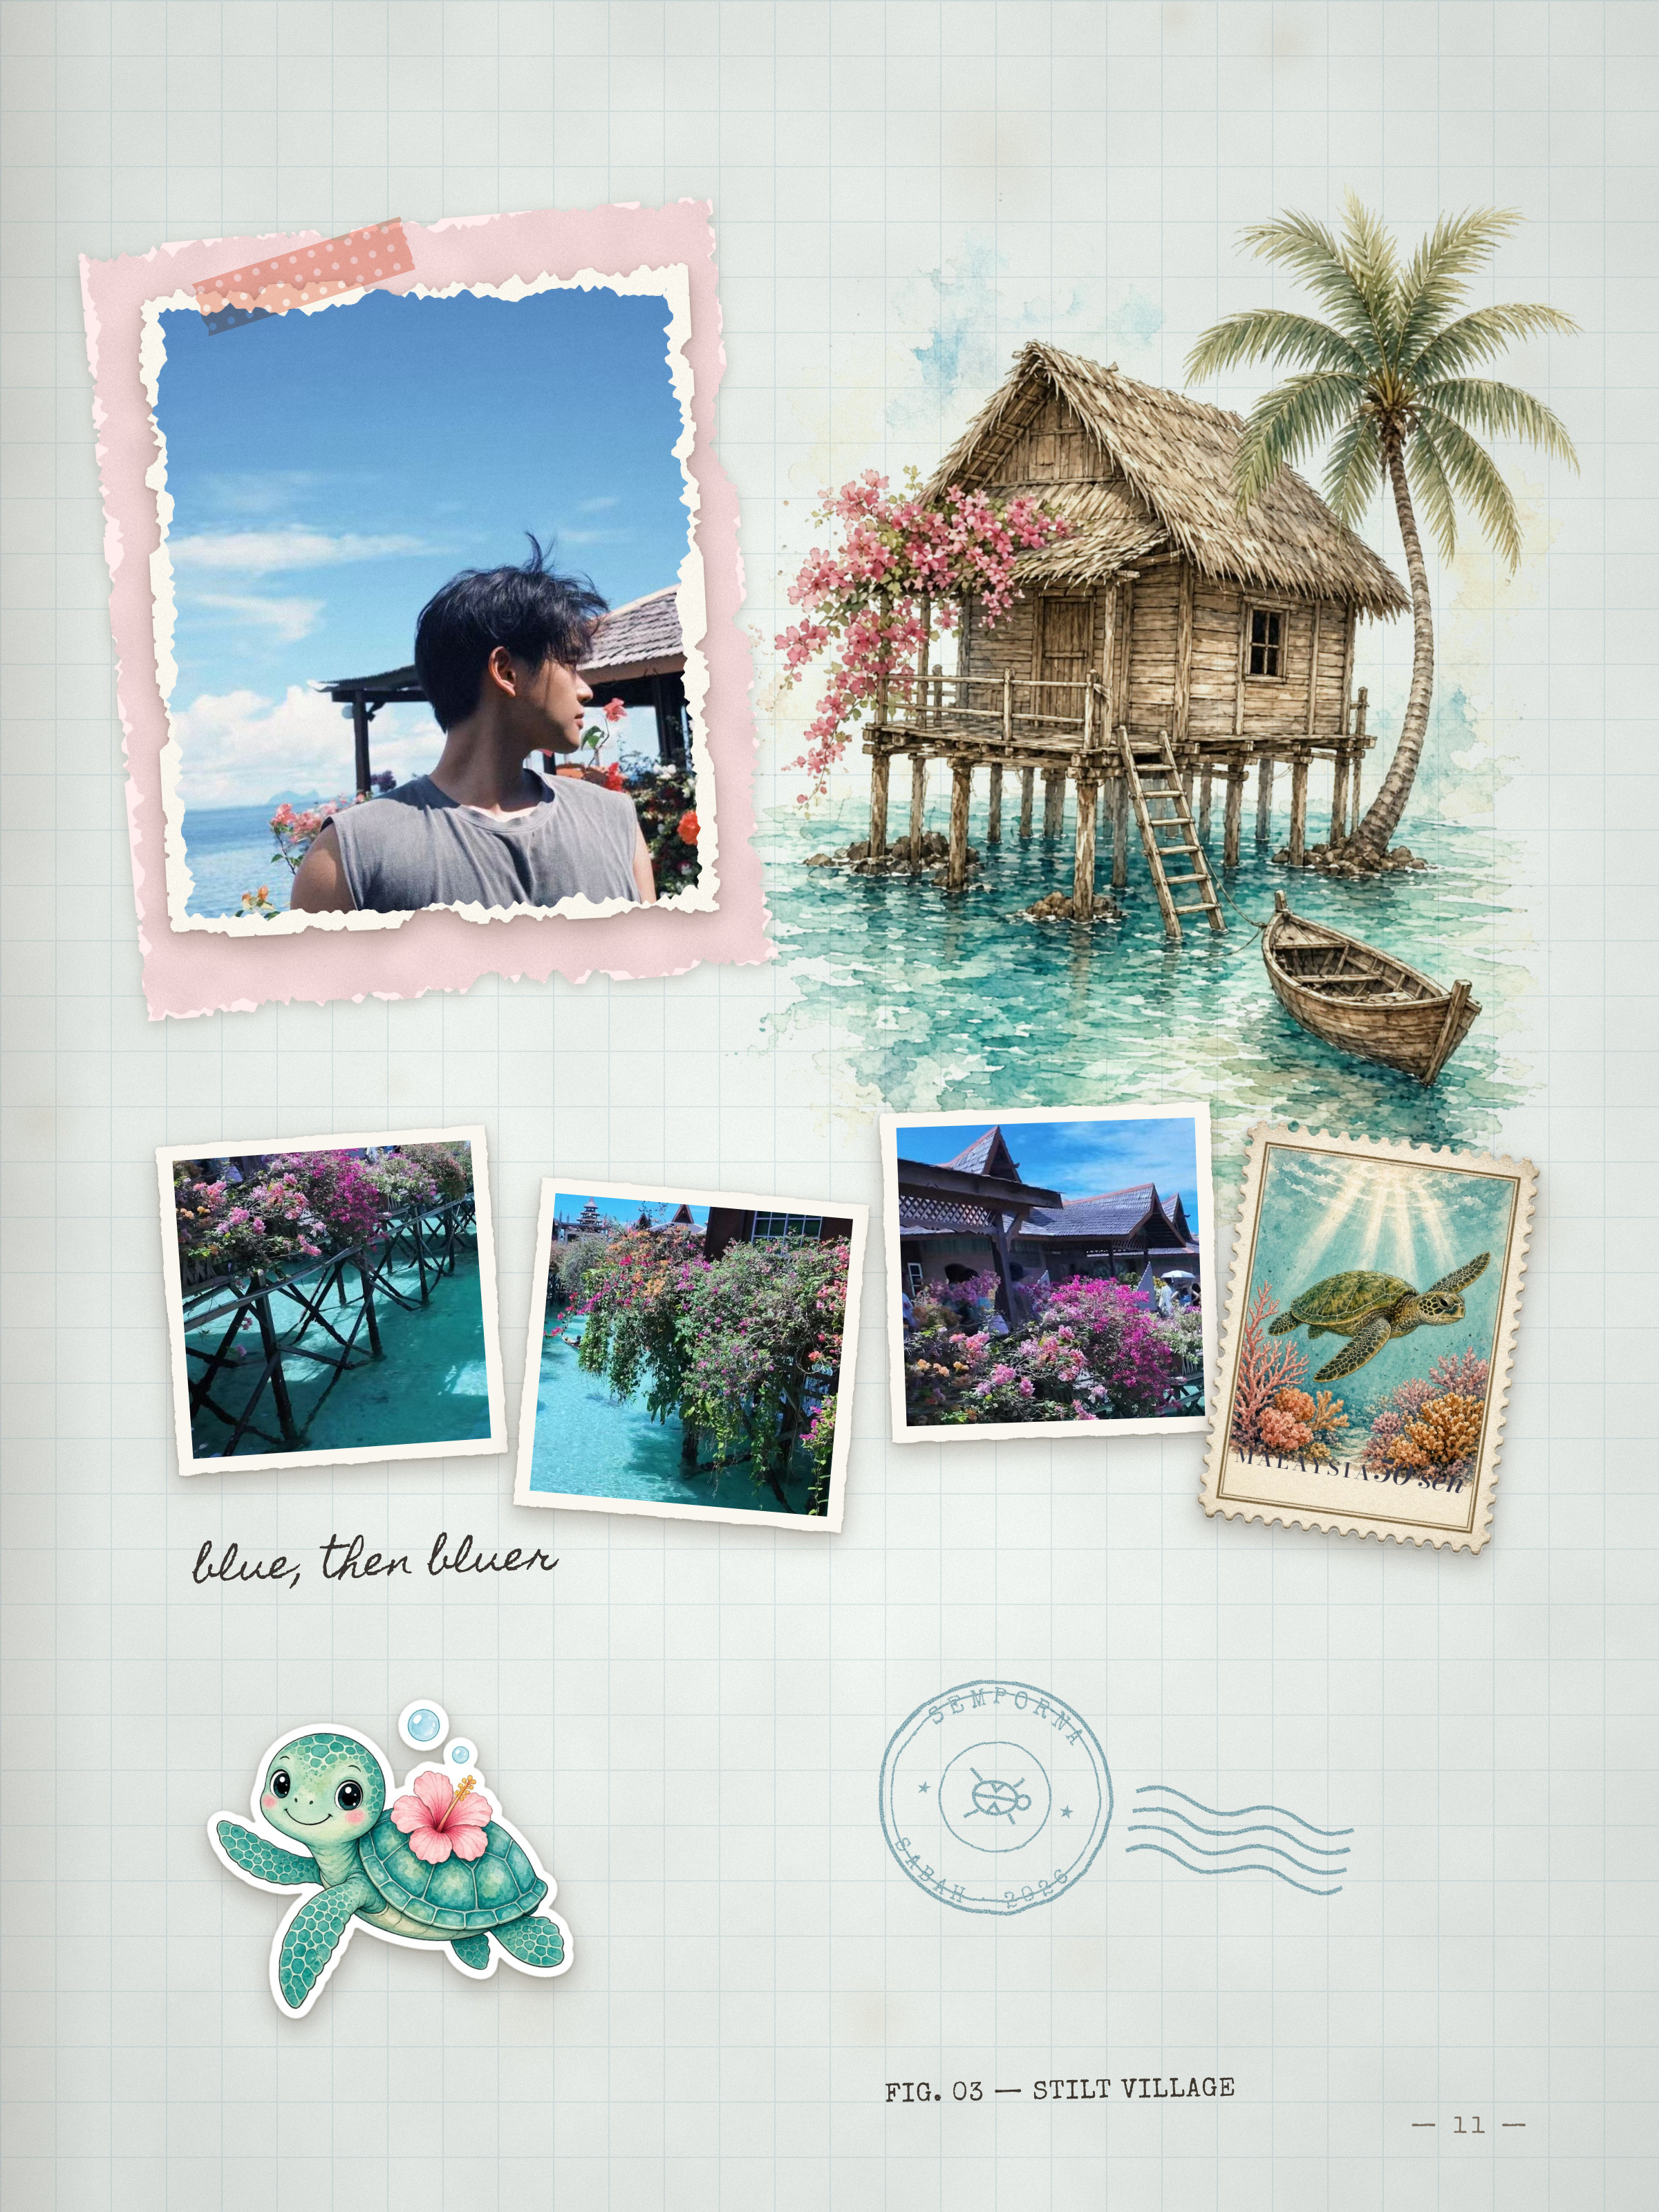 MALAYSIA 50 sen
blue, then bluer
SEMPORNA
SABAH · 2026
FIG. 03 — STILT VILLAGE
— 11 —